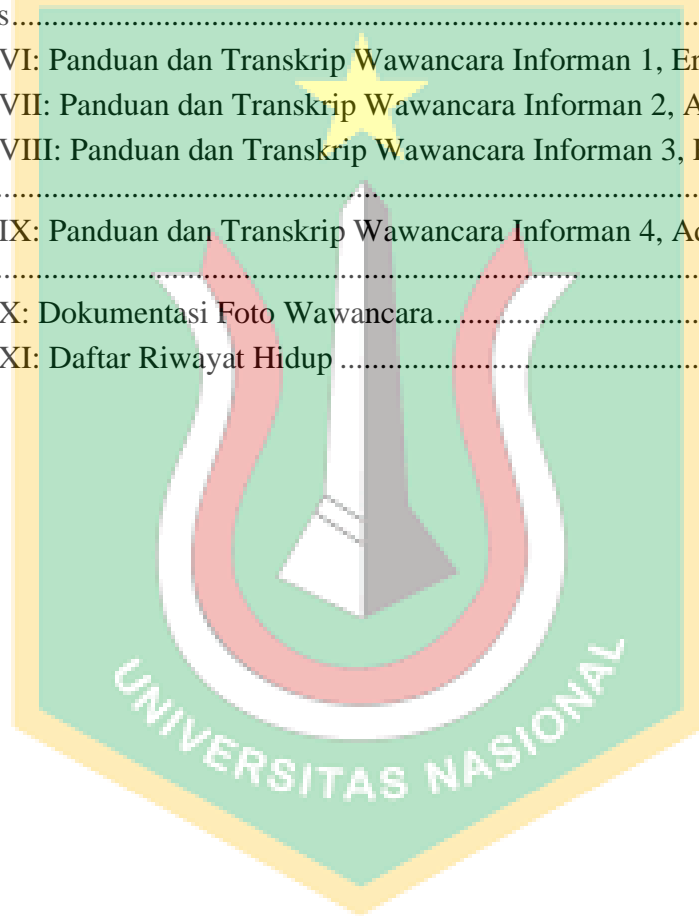 s....................................................................................................
VI: Panduan dan Transkrip Wawancara Informan 1,
VII: Panduan dan Transkrip Wawancara Informan 2,
VIII: Panduan dan Transkrip Wawancara Informan 3,
....................................................................................................
IX: Panduan dan Transkrip Wawancara Informan 4,
....................................................................................................
X: Dokumentasi Foto Wawancara.....................................
XI: Daftar Riwayat Hidup ..................................................
UNIVERSITAS NASIONAL